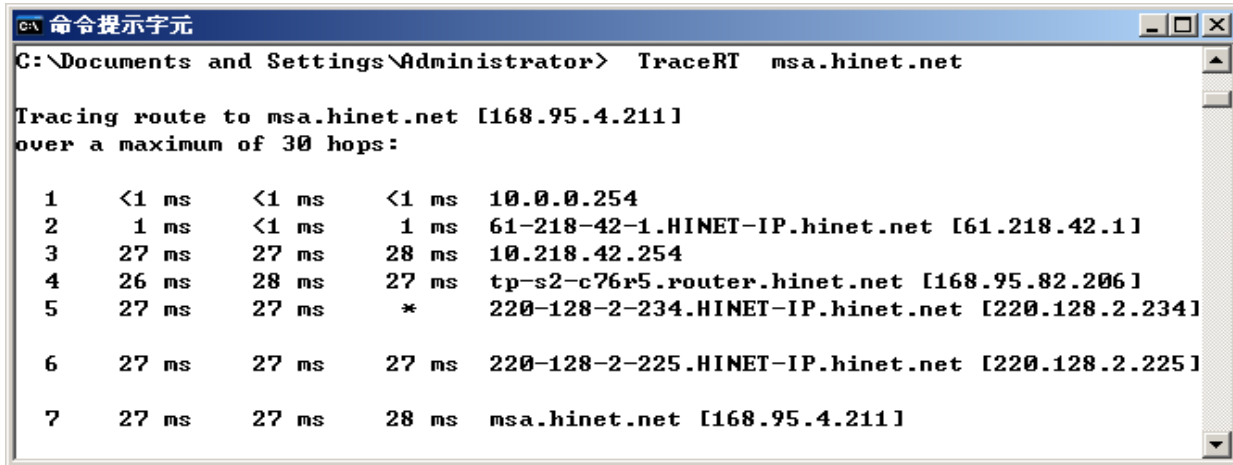 命令提示字元
C:\Documents and Settings\Administrator>  TraceRT  msa.hinet.net
Tracing route to msa.hinet.net [168.95.4.211]
over a maximum of 30 hops:
1  <1 ms  <1 ms  <1 ms  10.0.0.254
2  1 ms  <1 ms  1 ms  61-218-42-1.HINET-IP.hinet.net [61.218.42.1]
3  27 ms  27 ms  28 ms  10.218.42.254
4  26 ms  28 ms  27 ms  tp-s2-c76r5.router.hinet.net [168.95.82.206]
5  27 ms  27 ms  *  220-128-2-234.HINET-IP.hinet.net [220.128.2.234]
6  27 ms  27 ms  27 ms  220-128-2-225.HINET-IP.hinet.net [220.128.2.225]
7  27 ms  27 ms  28 ms  msa.hinet.net [168.95.4.211]